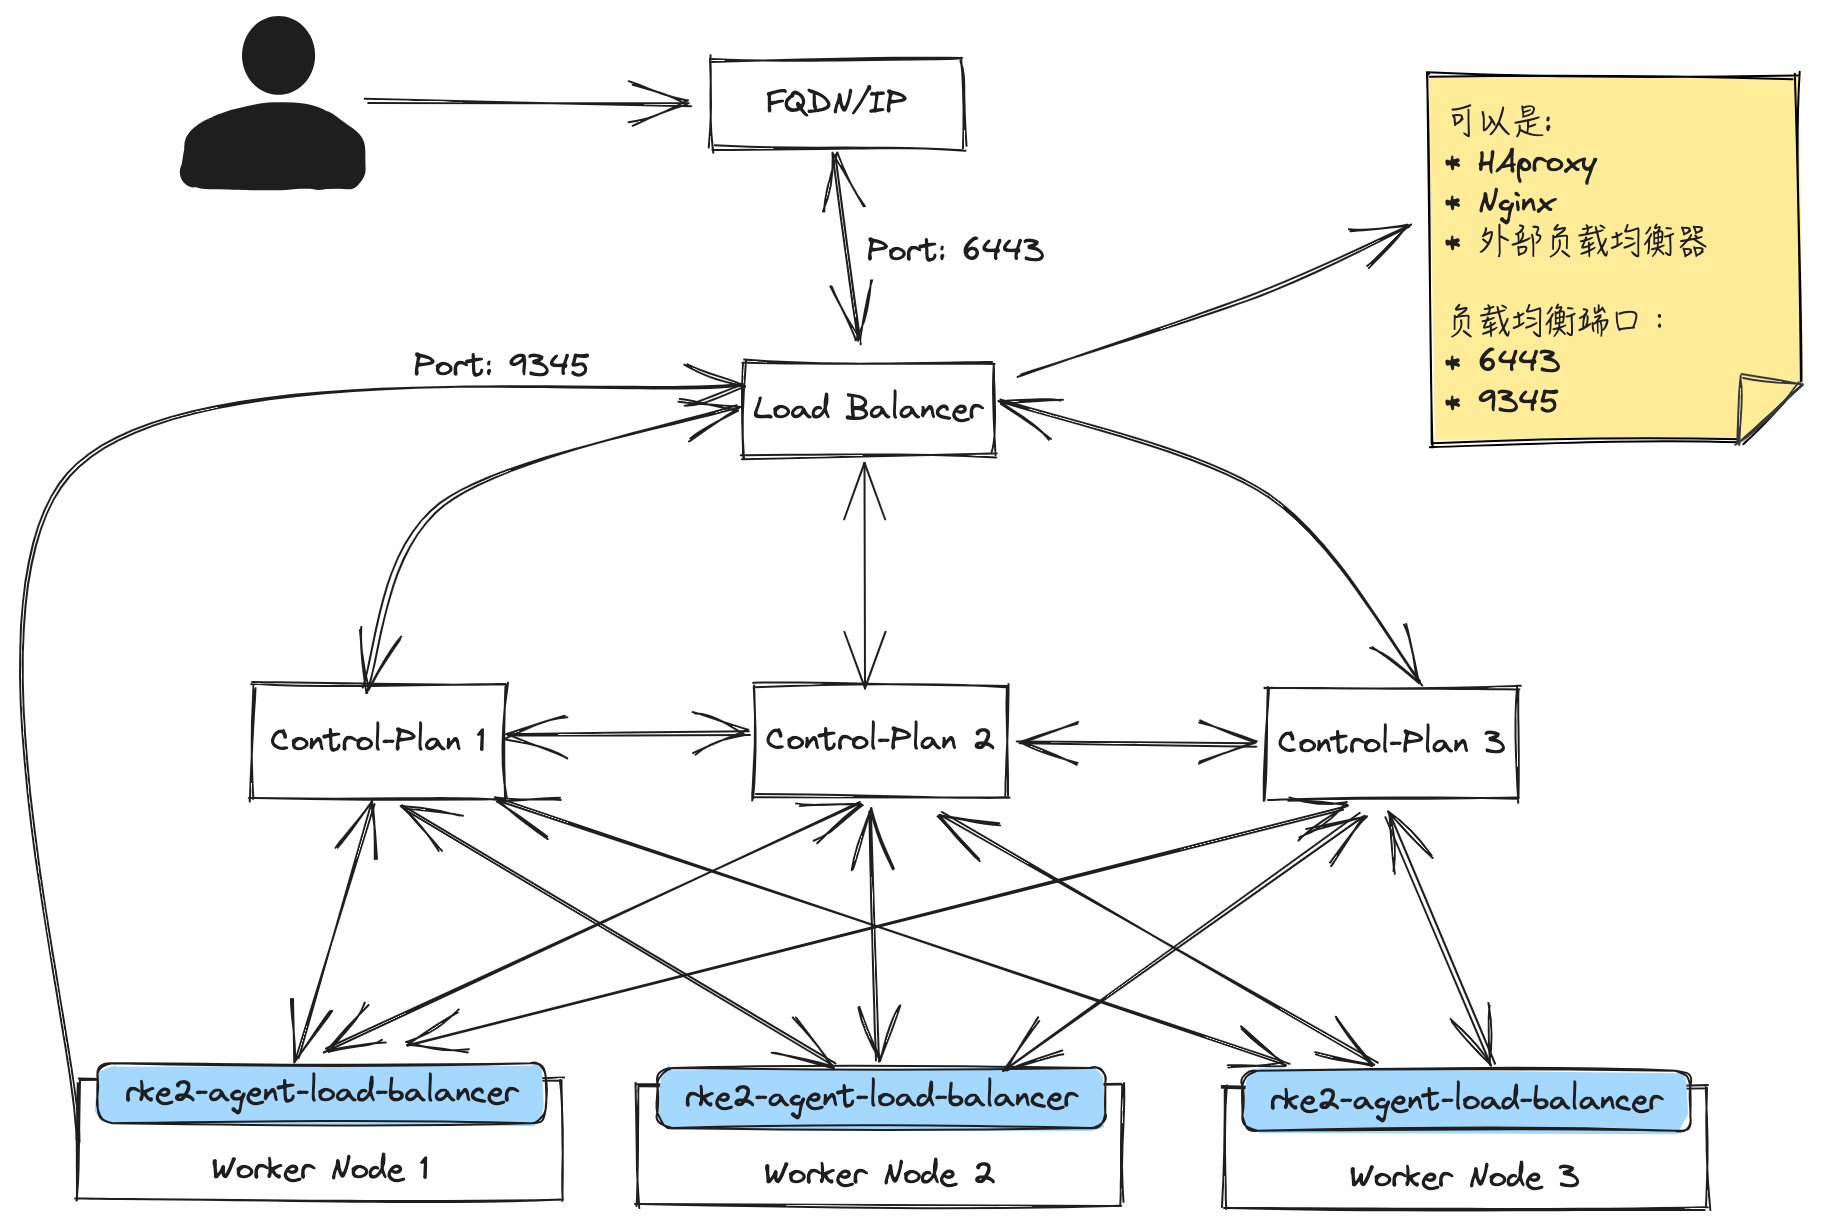 FQDN/IP
可以是:
* HAproxy
* Nginx
* 外部负载均衡器
负载均衡端口：
* 6443
* 9345
Port: 6443
Port: 9345
Load Balancer
Control-Plan 1
Control-Plan 2
Control-Plan 3
rke2-agent-load-balancer
Worker Node 1
rke2-agent-load-balancer
Worker Node 2
rke2-agent-load-balancer
Worker Node 3